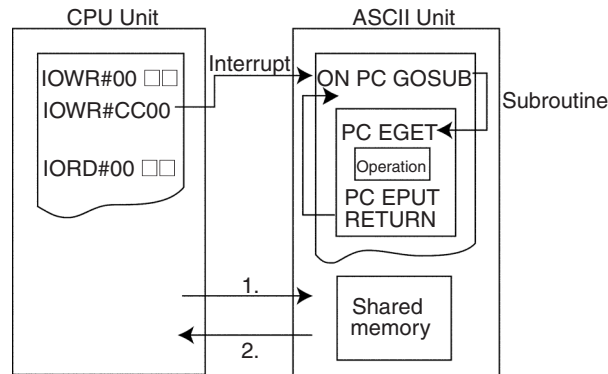 CPU Unit
ASCII Unit
IOWR#00 □□
IOWR#CC00
IORD#00 □□
Interrupt
ON PC GOSUB
Subroutine
PC EGET
Operation
PC EPUT
RETURN
1.
2.
Shared
memory